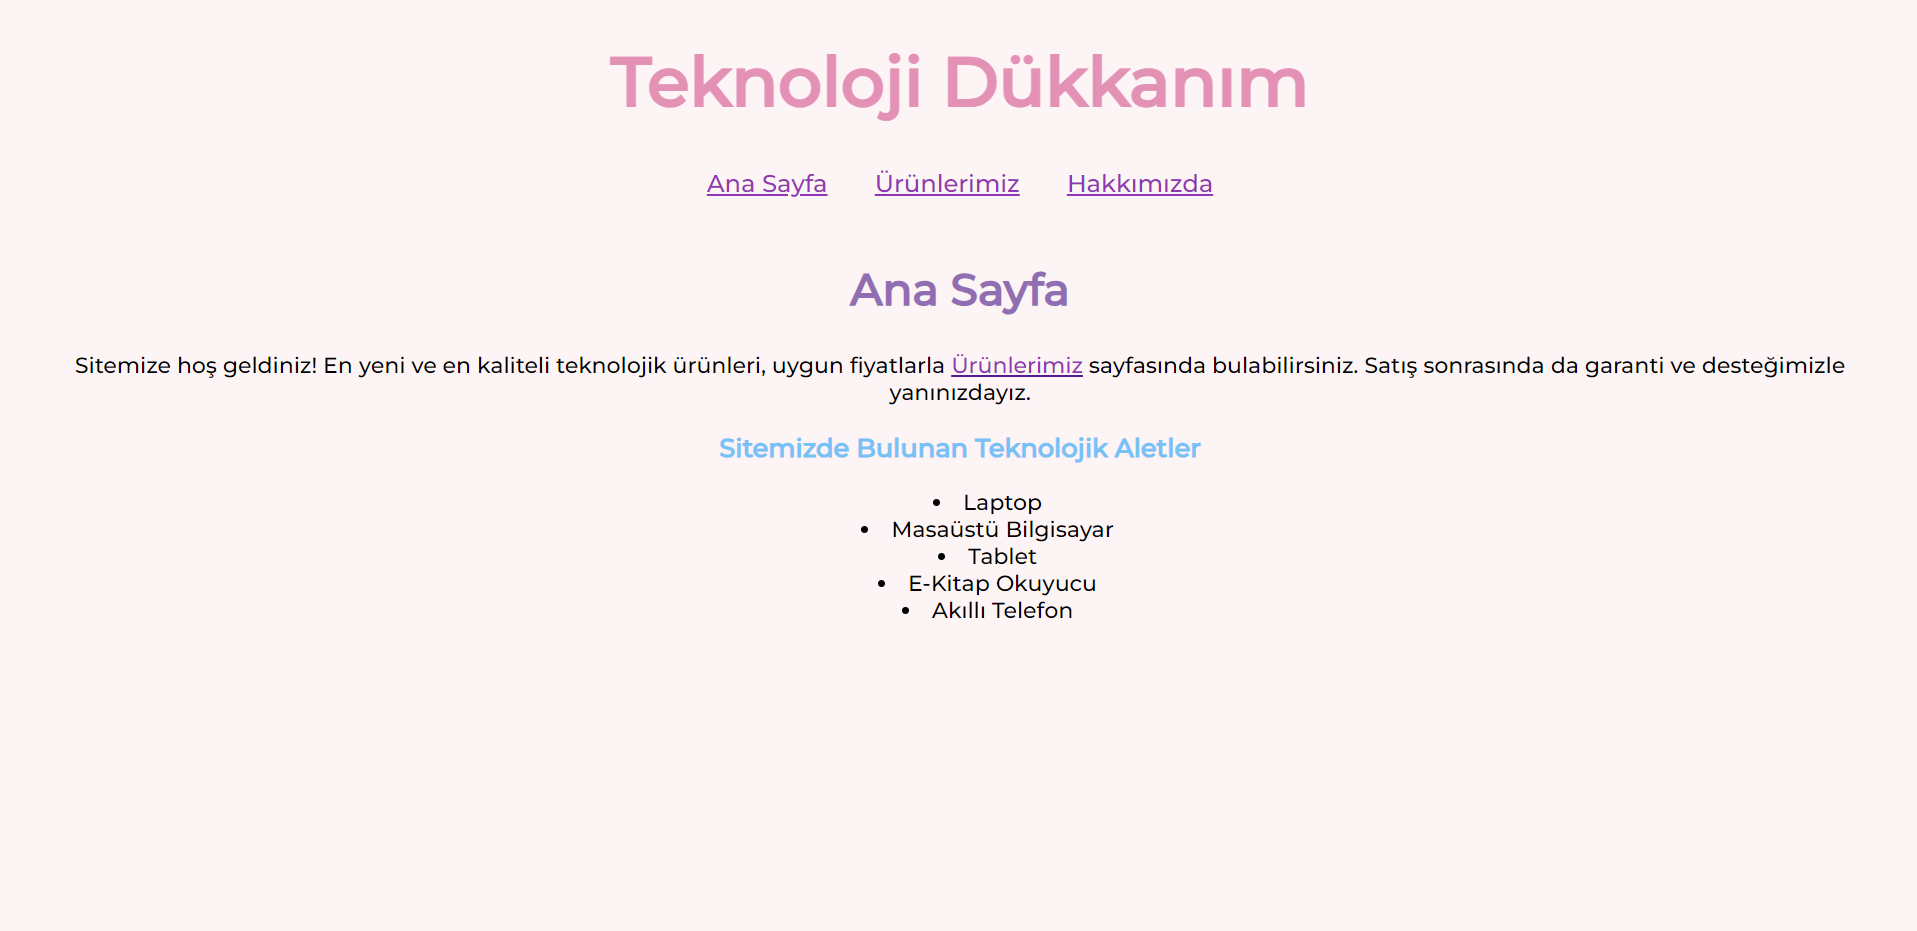 Teknoloji Dükkanım
Ana Sayfa Ürünlerimiz Hakkımızda
Ana Sayfa
Sitemize hoş geldiniz! En yeni ve en kaliteli teknolojik ürünleri, uygun fiyatlarla Ürünlerimiz sayfasında bulabilirsiniz. Satış sonrasında da garanti ve desteğimizle
yanınızdayız.
Sitemizde Bulunan Teknolojik Aletler
• Laptop
• Masaüstü Bilgisayar
• Tablet
• E-Kitap Okuyucu
• Akıllı Telefon